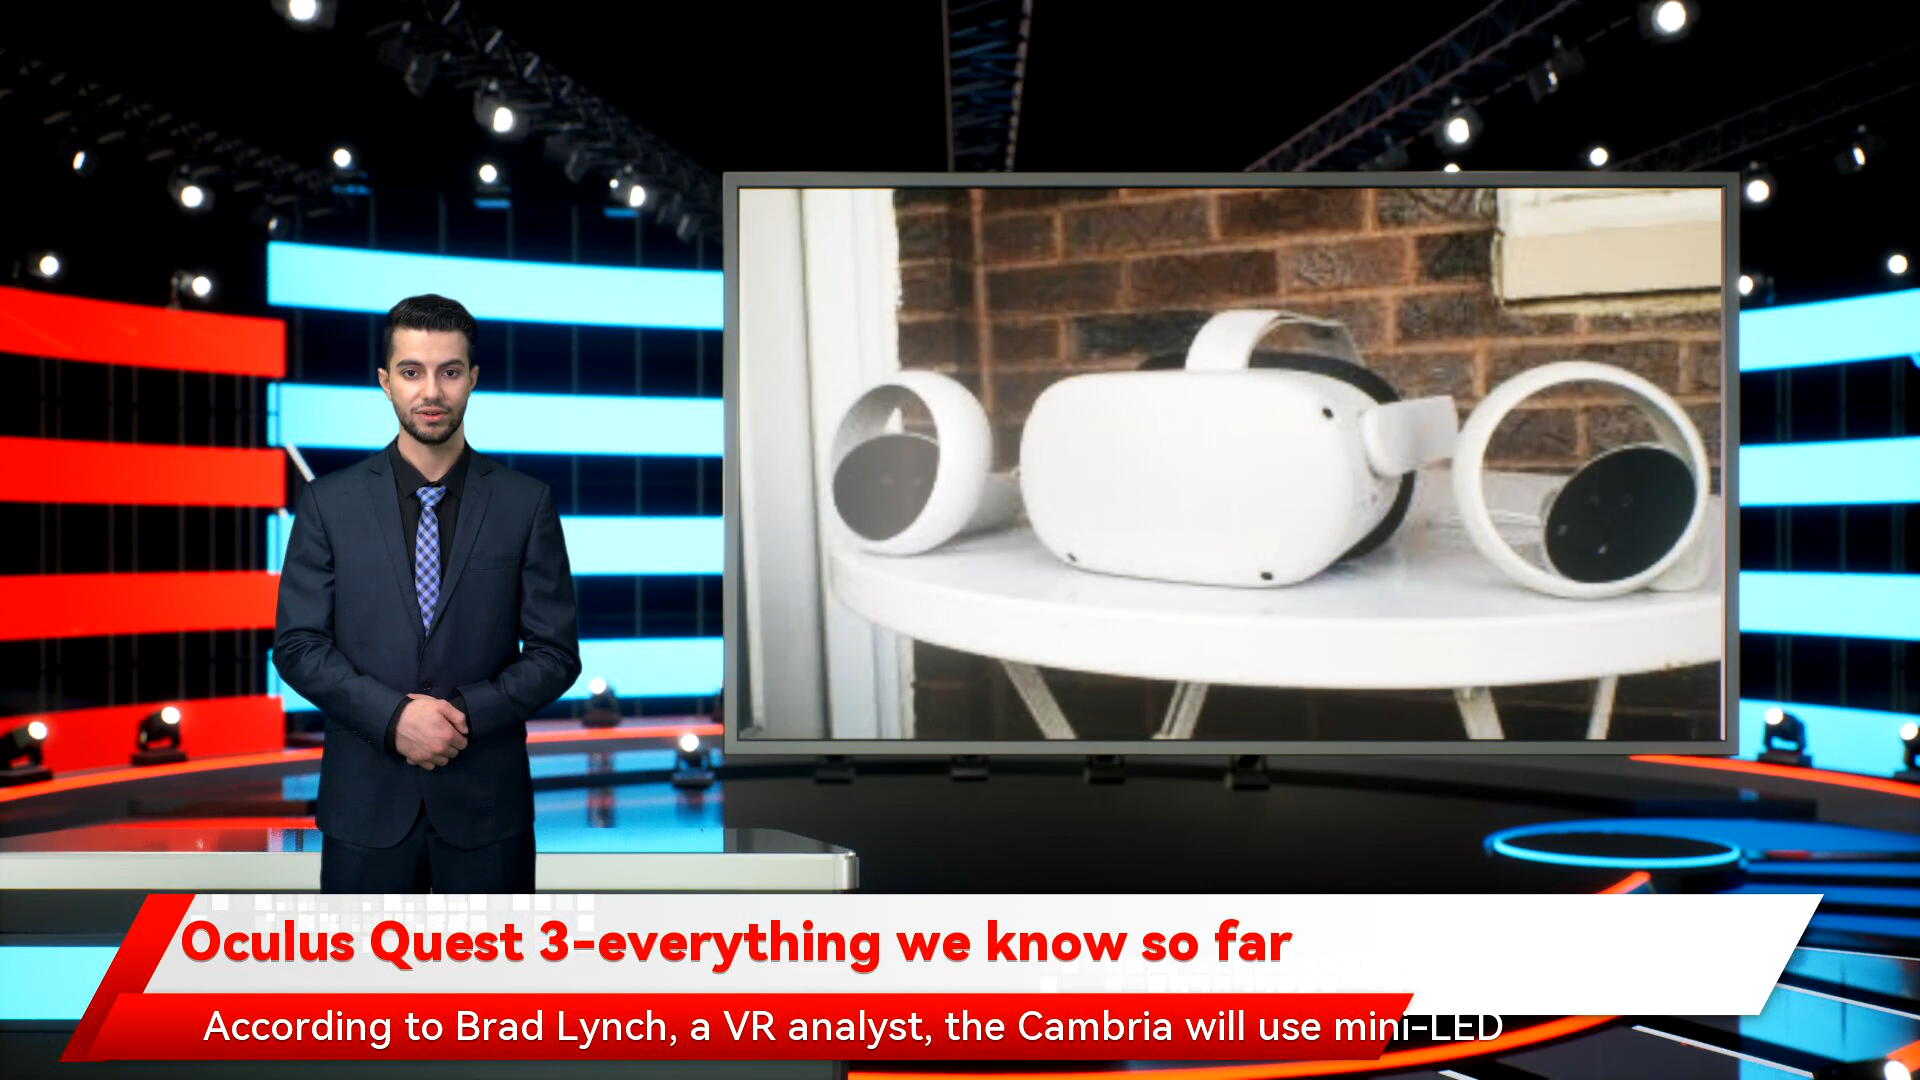 Oculus Quest 3-everything we know so far
According to Brad Lynch, a VR analyst, the Cambria will use mini-LED